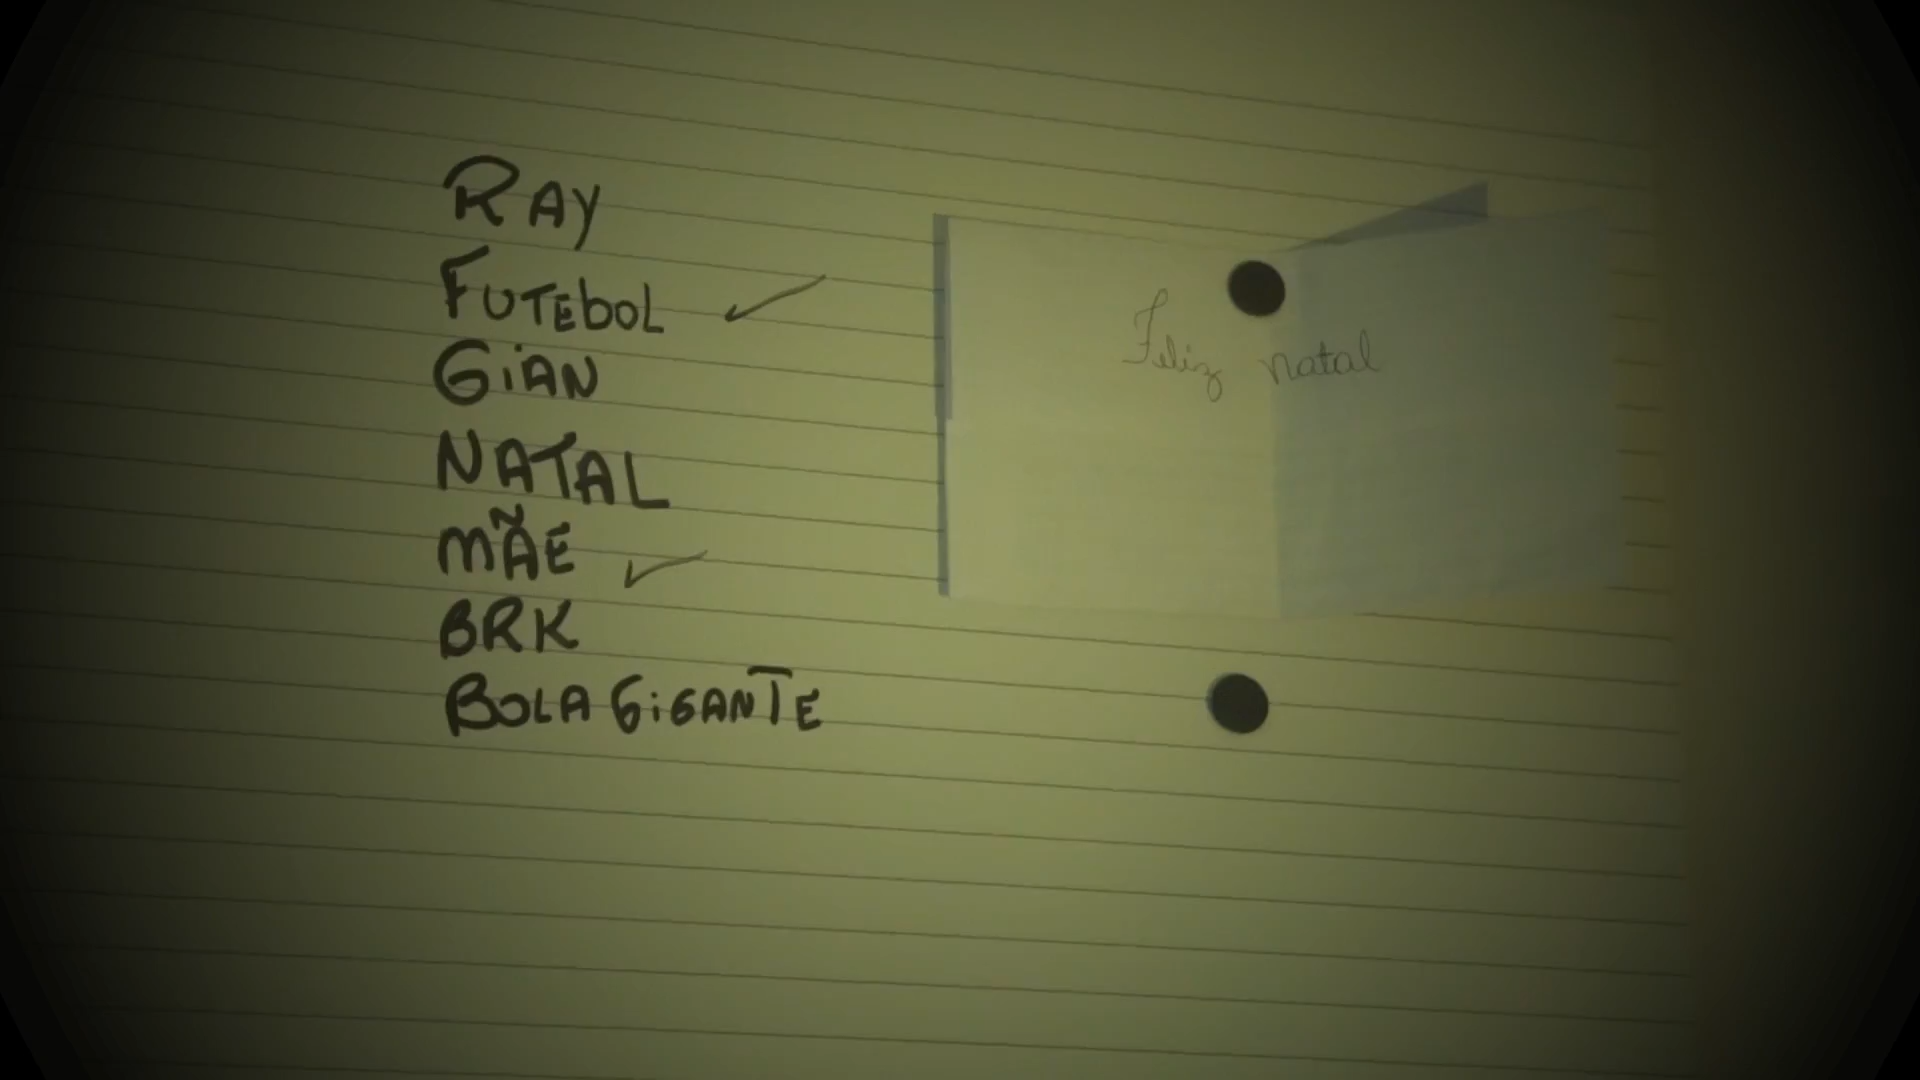 RAY
FUTEbOL ✓
GiAN
NATAL
MÃE ✓
BRK
BOLA GiGANTE
Feliz natal